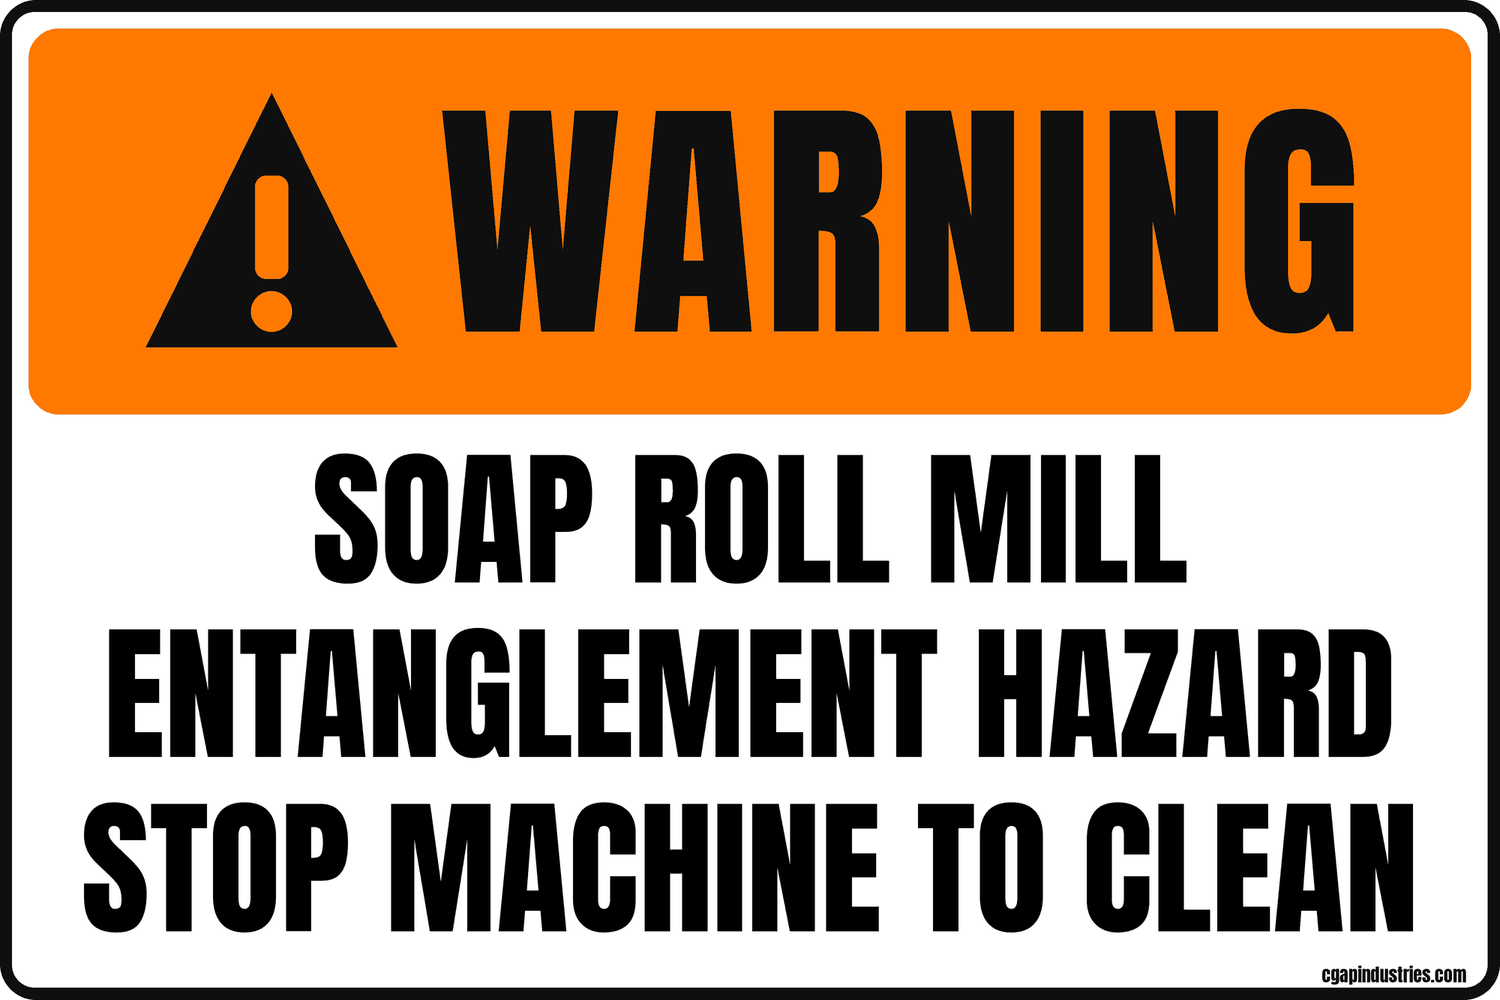 WARNING
SOAP ROLL MILL
ENTANGLEMENT HAZARD
STOP MACHINE TO CLEAN
cgapindustries.com